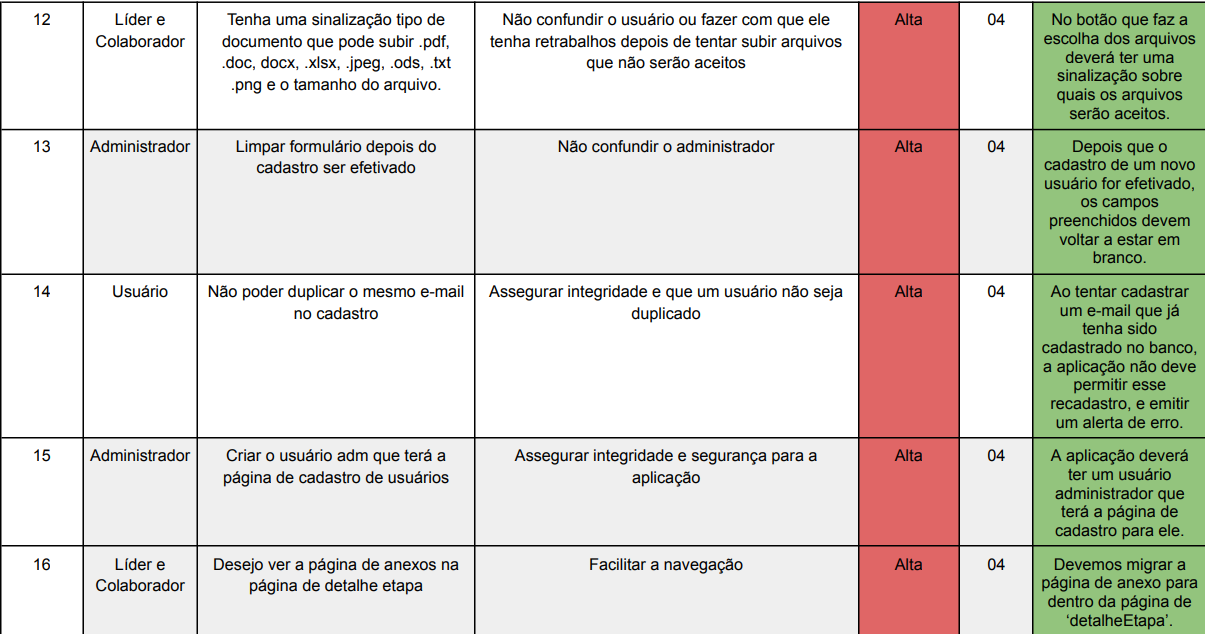 12
Líder e
Colaborador
Tenha uma sinalização tipo de
documento que pode subir .pdf,
.doc, docx, .xlsx, .jpeg, .ods, .txt
.png e o tamanho do arquivo.
Não confundir o usuário ou fazer com que ele
tenha retrabalhos depois de tentar subir arquivos
que não serão aceitos
Alta
04
No botão que faz a
escolha dos arquivos
deverá ter uma
sinalização sobre
quais os arquivos
serão aceitos.
13
Administrador
Limpar formulário depois do
cadastro ser efetivado
Não confundir o administrador
Alta
04
Depois que o
cadastro de um novo
usuário for efetivado,
os campos
preenchidos devem
voltar a estar em
branco.
14
Usuário
Não poder duplicar o mesmo e-mail
no cadastro
Assegurar integridade e que um usuário não seja
duplicado
Alta
04
Ao tentar cadastrar
um e-mail que já
tenha sido
cadastrado no banco,
a aplicação não deve
permitir esse
recadastro, e emitir
um alerta de erro.
15
Administrador
Criar o usuário adm que terá a
página de cadastro de usuários
Assegurar integridade e segurança para a
aplicação
Alta
04
A aplicação deverá
ter um usuário
administrador que
terá a página de
cadastro para ele.
16
Líder e
Colaborador
Desejo ver a página de anexos na
página de detalhe etapa
Facilitar a navegação
Alta
04
Devemos migrar a
página de anexo para
dentro da página de
‘detalheEtapa’.